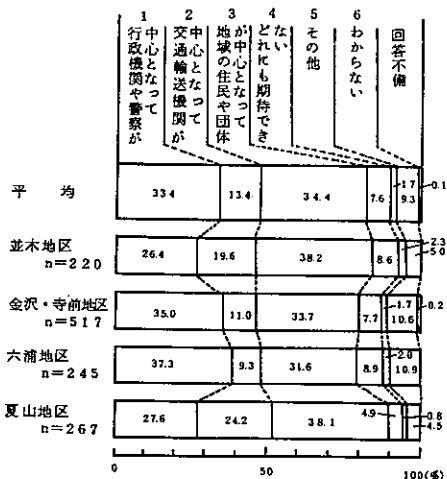 1
行政機関や警察が
中心となって
2
交通輸送機関が
中心となって
3
地域の住民や団体
が中心となって
4
どれにも期待でき
ない
5
その他
6
わからない
回答不備
平均
33.4 13.4 34.4 7.6 1.7 9.3 0.1
並木地区
n=220
26.4 19.6 38.2 8.6 2.3 5.0
金沢・寺前地区
n=517
35.0 11.0 33.7 7.7 1.7 10.6 0.2
六浦地区
n=245
37.3 9.3 31.6 8.9 2.0 10.9
夏山地区
n=267
27.6 24.2 38.1 4.9 0.8 4.5
0 50 100(%)